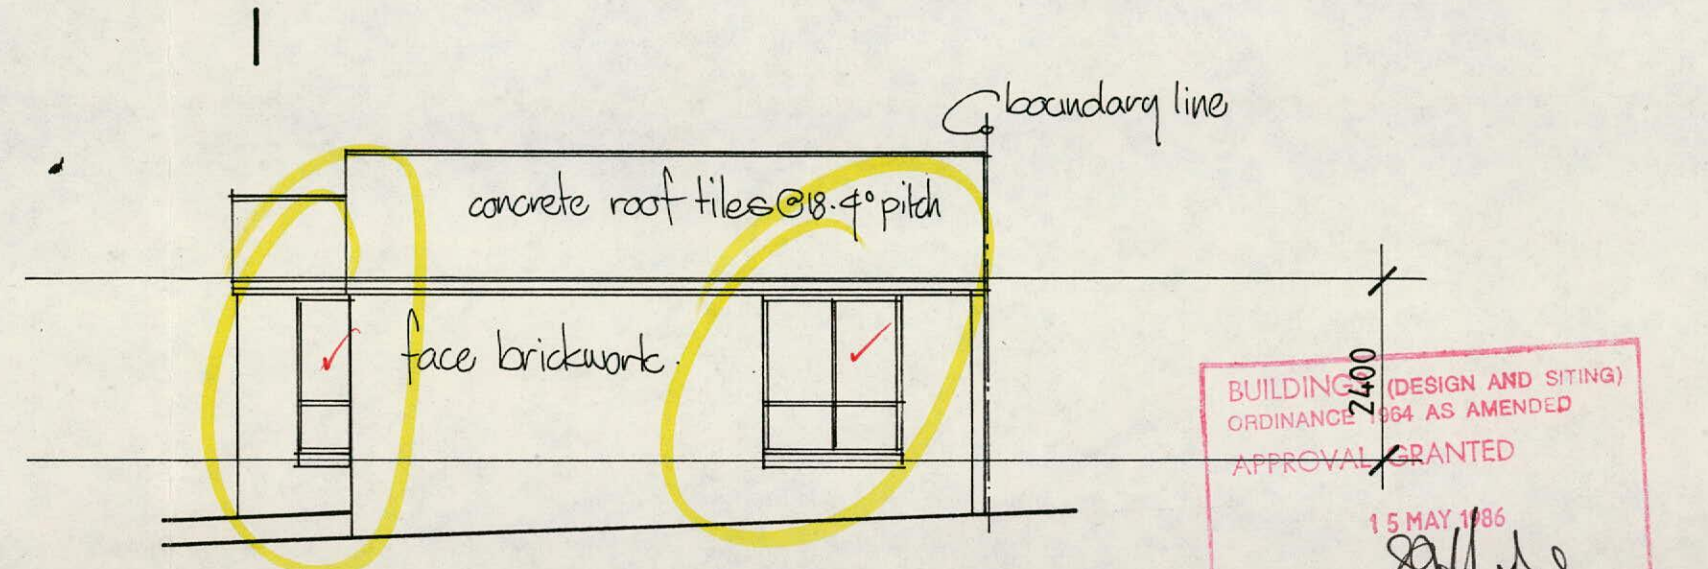 boundary line
concrete roof tiles @ 18.4° pitch
face brickwork.
2400
BUILDINGS (DESIGN AND SITING)
ORDINANCE 1964 AS AMENDED
APPROVAL GRANTED
15 MAY 1986